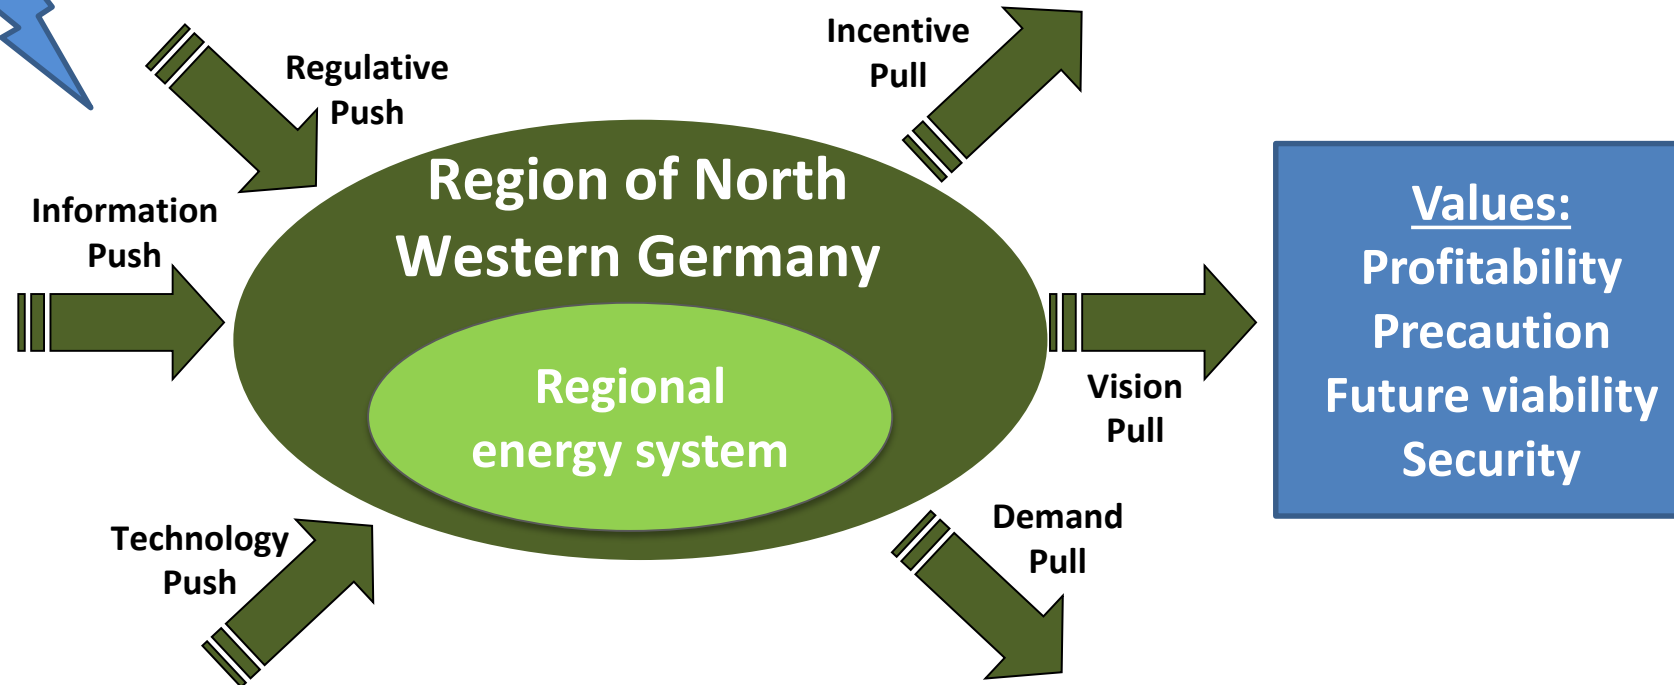 Regulative
Push
Incentive
Pull
Information
Push
Region of North
Western Germany
Regional
energy system
Vision
Pull
Values:
Profitability
Precaution
Future viability
Security
Technology
Push
Demand
Pull